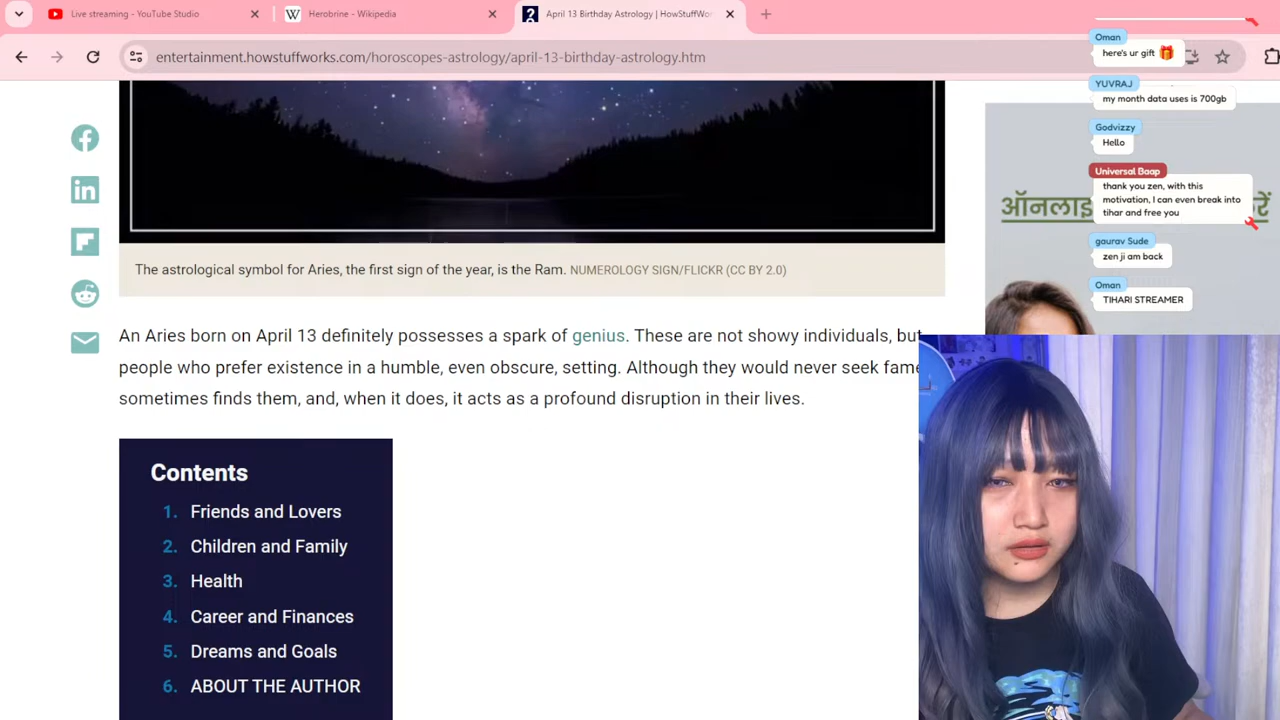 Live streaming - YouTube Studio
Herobrine - Wikipedia
April 13 Birthday Astrology | HowStuffWor
entertainment.howstuffworks.com/horoscopes-astrology/april-13-birthday-astrology.htm
The astrological symbol for Aries, the first sign of the year, is the Ram. NUMEROLOGY SIGN/FLICKR (CC BY 2.0)
An Aries born on April 13 definitely possesses a spark of genius. These are not showy individuals, but
people who prefer existence in a humble, even obscure, setting. Although they would never seek fame
sometimes finds them, and, when it does, it acts as a profound disruption in their lives.
Contents
1. Friends and Lovers
2. Children and Family
3. Health
4. Career and Finances
5. Dreams and Goals
6. ABOUT THE AUTHOR
Oman
here's ur gift
YUVRAJ
my month data uses is 700gb
Godvizzy
Hello
Universal Baap
thank you zen, with this
motivation, I can even break into
tihar and free you
gaurav Sude
zen ji am back
Oman
TIHARI STREAMER